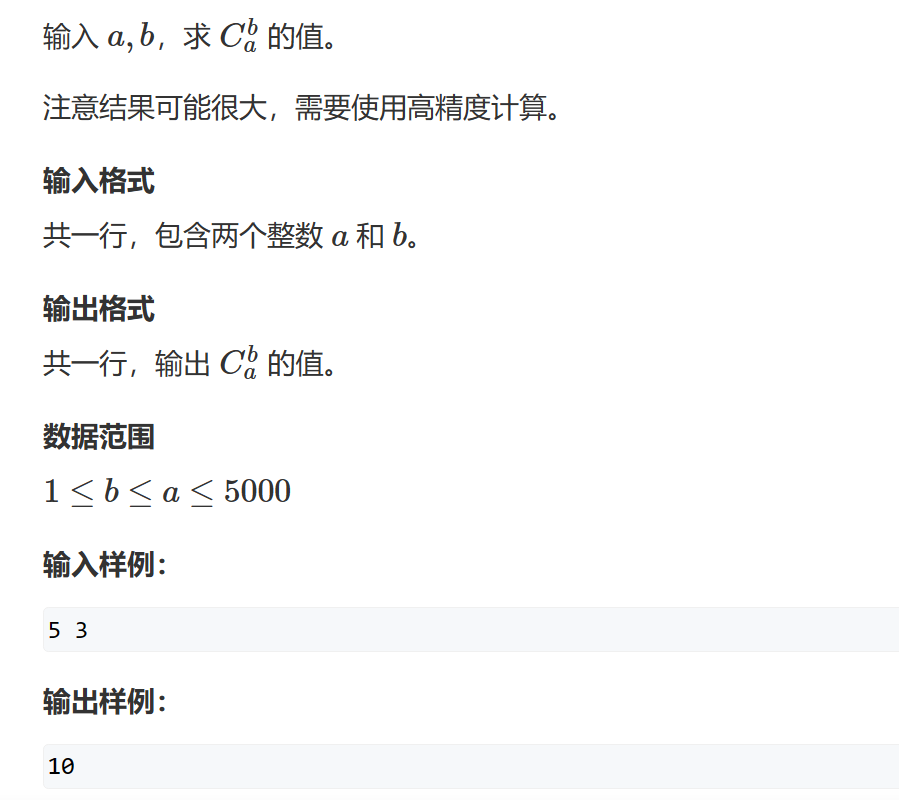 输入 $a, b$，求 $C_a^b$ 的值。
注意结果可能很大，需要使用高精度计算。
输入格式
共一行，包含两个整数 $a$ 和 $b$。
输出格式
共一行，输出 $C_a^b$ 的值。
数据范围
$1 \leq b \leq a \leq 5000$
输入样例：
5 3
输出样例：
10